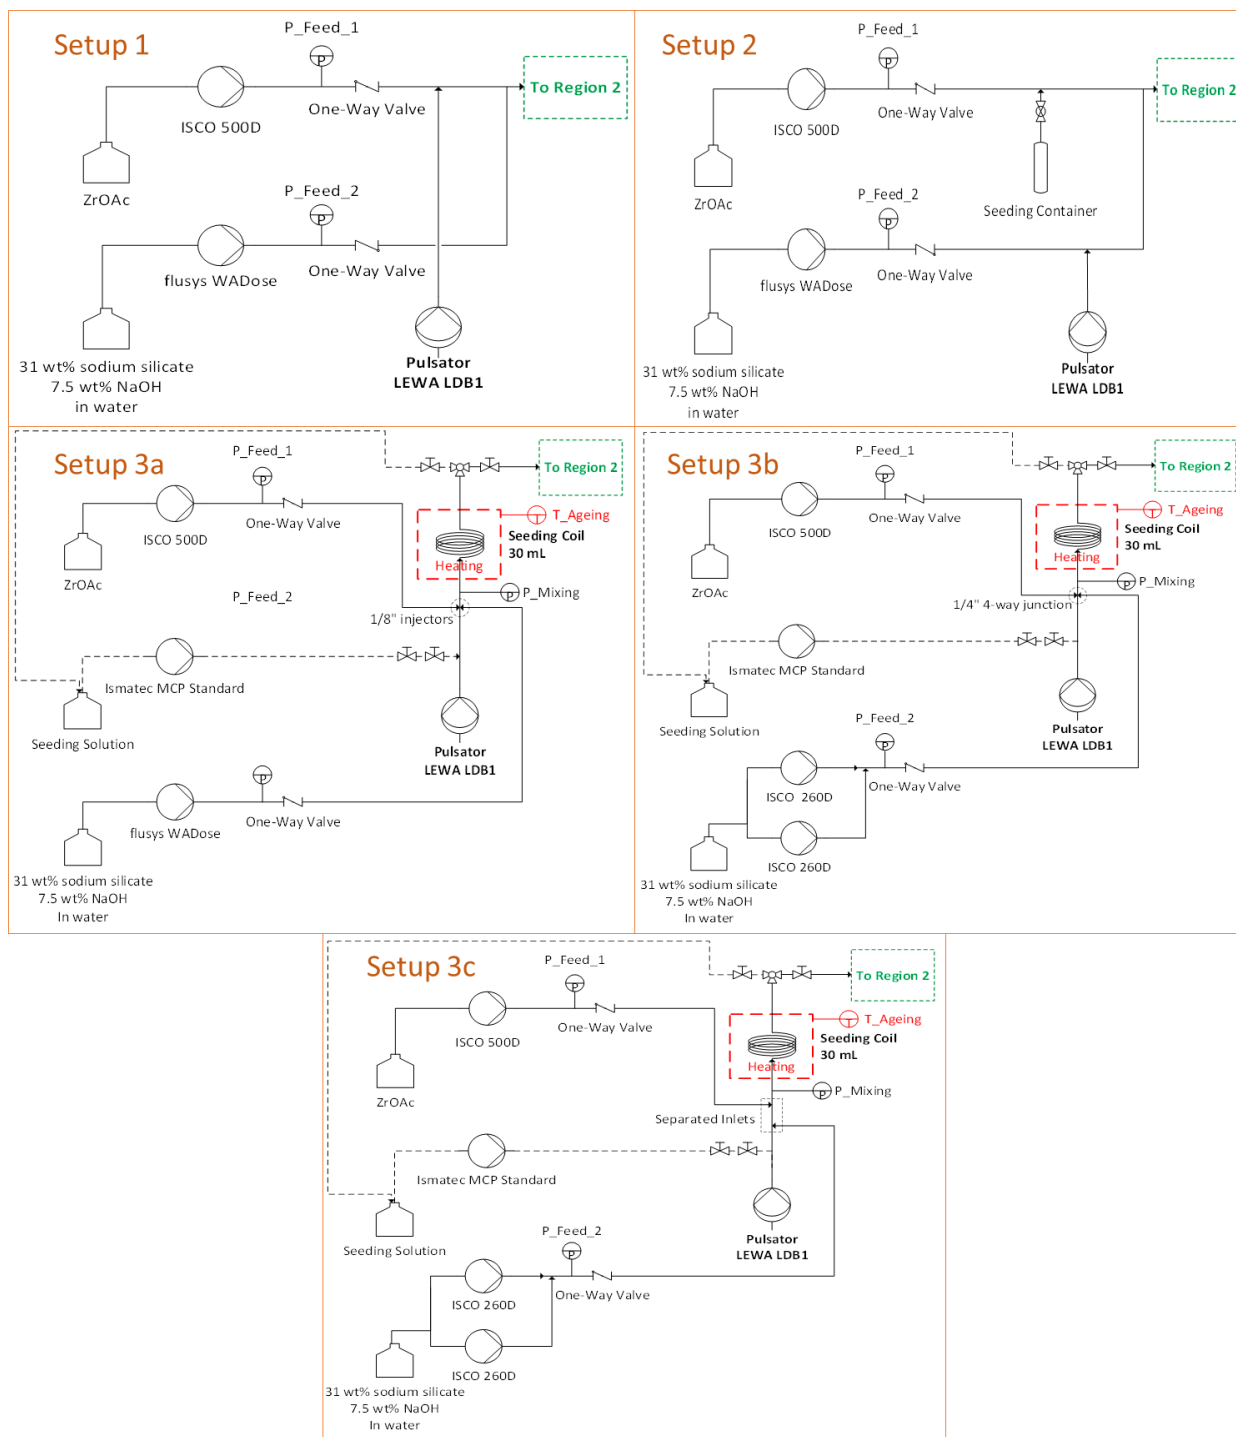 Setup 1
P_Feed_1
P
ISCO 500D
One-Way Valve
To Region 2
ZrOAc
P_Feed_2
P
flusys WADose
One-Way Valve
31 wt% sodium silicate
7.5 wt% NaOH
in water
Pulsator
LEWA LDB1
Setup 2
P_Feed_1
P
ISCO 500D
One-Way Valve
To Region 2
ZrOAc
Seeding Container
P_Feed_2
P
flusys WADose
One-Way Valve
31 wt% sodium silicate
7.5 wt% NaOH
in water
Pulsator
LEWA LDB1
Setup 3a
P_Feed_1
P
ISCO 500D
One-Way Valve
To Region 2
T
T_Ageing
Seeding Coil
30 mL
Heating
ZrOAc
P_Feed_2
P
P_Mixing
1/8" injectors
Ismatec MCP Standard
Seeding Solution
Pulsator
LEWA LDB1
P
flusys WADose
One-Way Valve
31 wt% sodium silicate
7.5 wt% NaOH
In water
Setup 3b
P_Feed_1
P
ISCO 500D
One-Way Valve
To Region 2
T
T_Ageing
Seeding Coil
30 mL
Heating
ZrOAc
P
P_Mixing
1/4" 4-way junction
Ismatec MCP Standard
Seeding Solution
P_Feed_2
P
Pulsator
LEWA LDB1
ISCO 260D
One-Way Valve
ISCO 260D
31 wt% sodium silicate
7.5 wt% NaOH
In water
Setup 3c
P_Feed_1
P
ISCO 500D
One-Way Valve
To Region 2
T
T_Ageing
Seeding Coil
30 mL
Heating
ZrOAc
P
P_Mixing
Separated Inlets
Ismatec MCP Standard
Seeding Solution
P_Feed_2
P
Pulsator
LEWA LDB1
ISCO 260D
One-Way Valve
ISCO 260D
31 wt% sodium silicate
7.5 wt% NaOH
In water